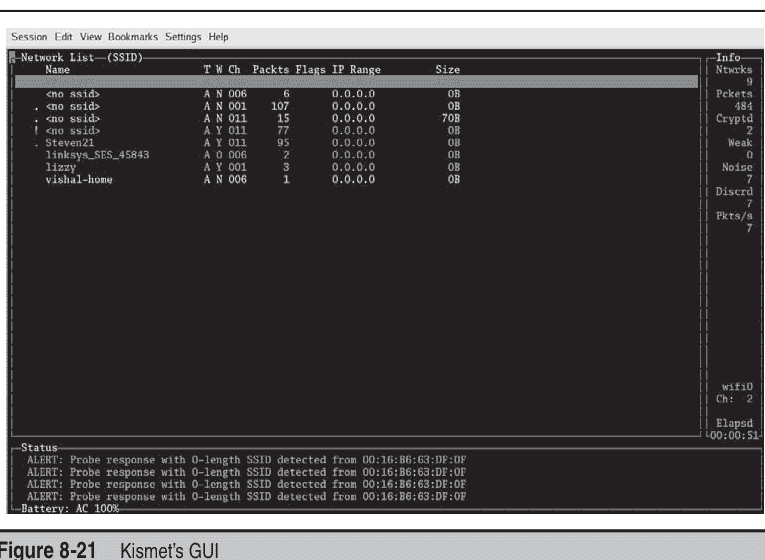 Session Edit View Bookmarks Settings Help
Network List—(SSID)
Name T W Ch Packts Flags IP Range Size
<no ssid> A N 006 6 0.0.0.0 0B
. <no ssid> A N 001 107 0.0.0.0 0B
. <no ssid> A N 011 15 0.0.0.0 70B
! <no ssid> A Y 011 77 0.0.0.0 0B
. Steven21 A Y 011 95 0.0.0.0 0B
linksys_SES_45843 A O 006 2 0.0.0.0 0B
lizzy A Y 001 3 0.0.0.0 0B
vishal-home A N 006 1 0.0.0.0 0B
Info
Ntwrks
9
Pckets
484
Cryptd
2
Weak
0
Noise
7
Discrd
7
Pkts/s
7
wifi0
Ch: 2
Elapsd
00:00:51
Status
ALERT: Probe response with 0-length SSID detected from 00:16:B6:63:DF:0F
ALERT: Probe response with 0-length SSID detected from 00:16:B6:63:DF:0F
ALERT: Probe response with 0-length SSID detected from 00:16:B6:63:DF:0F
ALERT: Probe response with 0-length SSID detected from 00:16:B6:63:DF:0F
Battery: AC 100%
Figure 8-21 Kismet's GUI